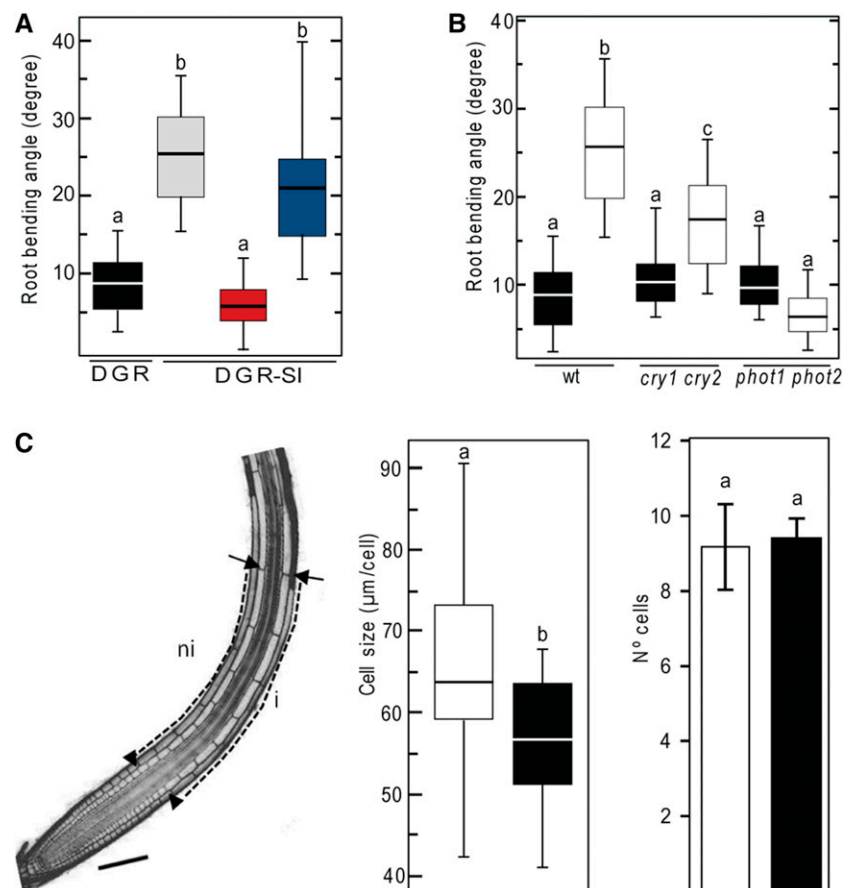 A
Root bending angle (degree)
40
30
20
10
a
b
a
b
DGR
DGR-SI
B
Root bending angle (degree)
40
30
20
10
a
b
a
c
a
a
wt
cry1 cry2
phot1 phot2
C
ni
i
Cell size (µm/cell)
90
80
70
60
50
40
a
b
Nº cells
12
10
8
6
4
2
a
a